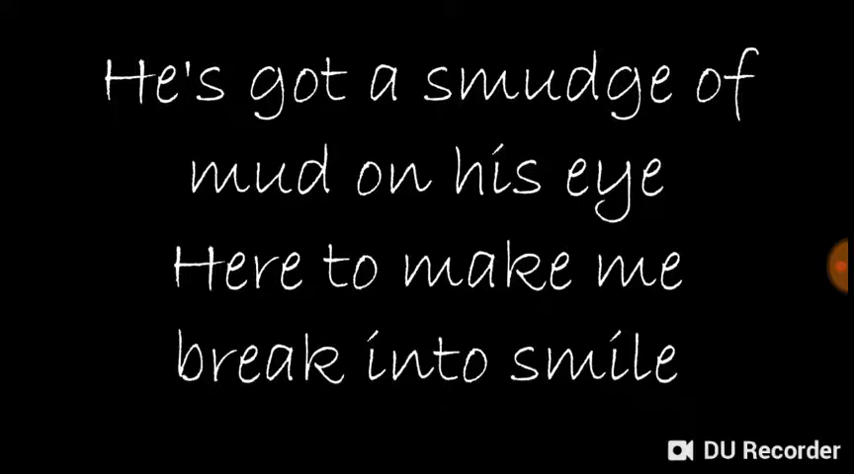 He's got a smudge of
mud on his eye
Here to make me
break into smile
DU Recorder